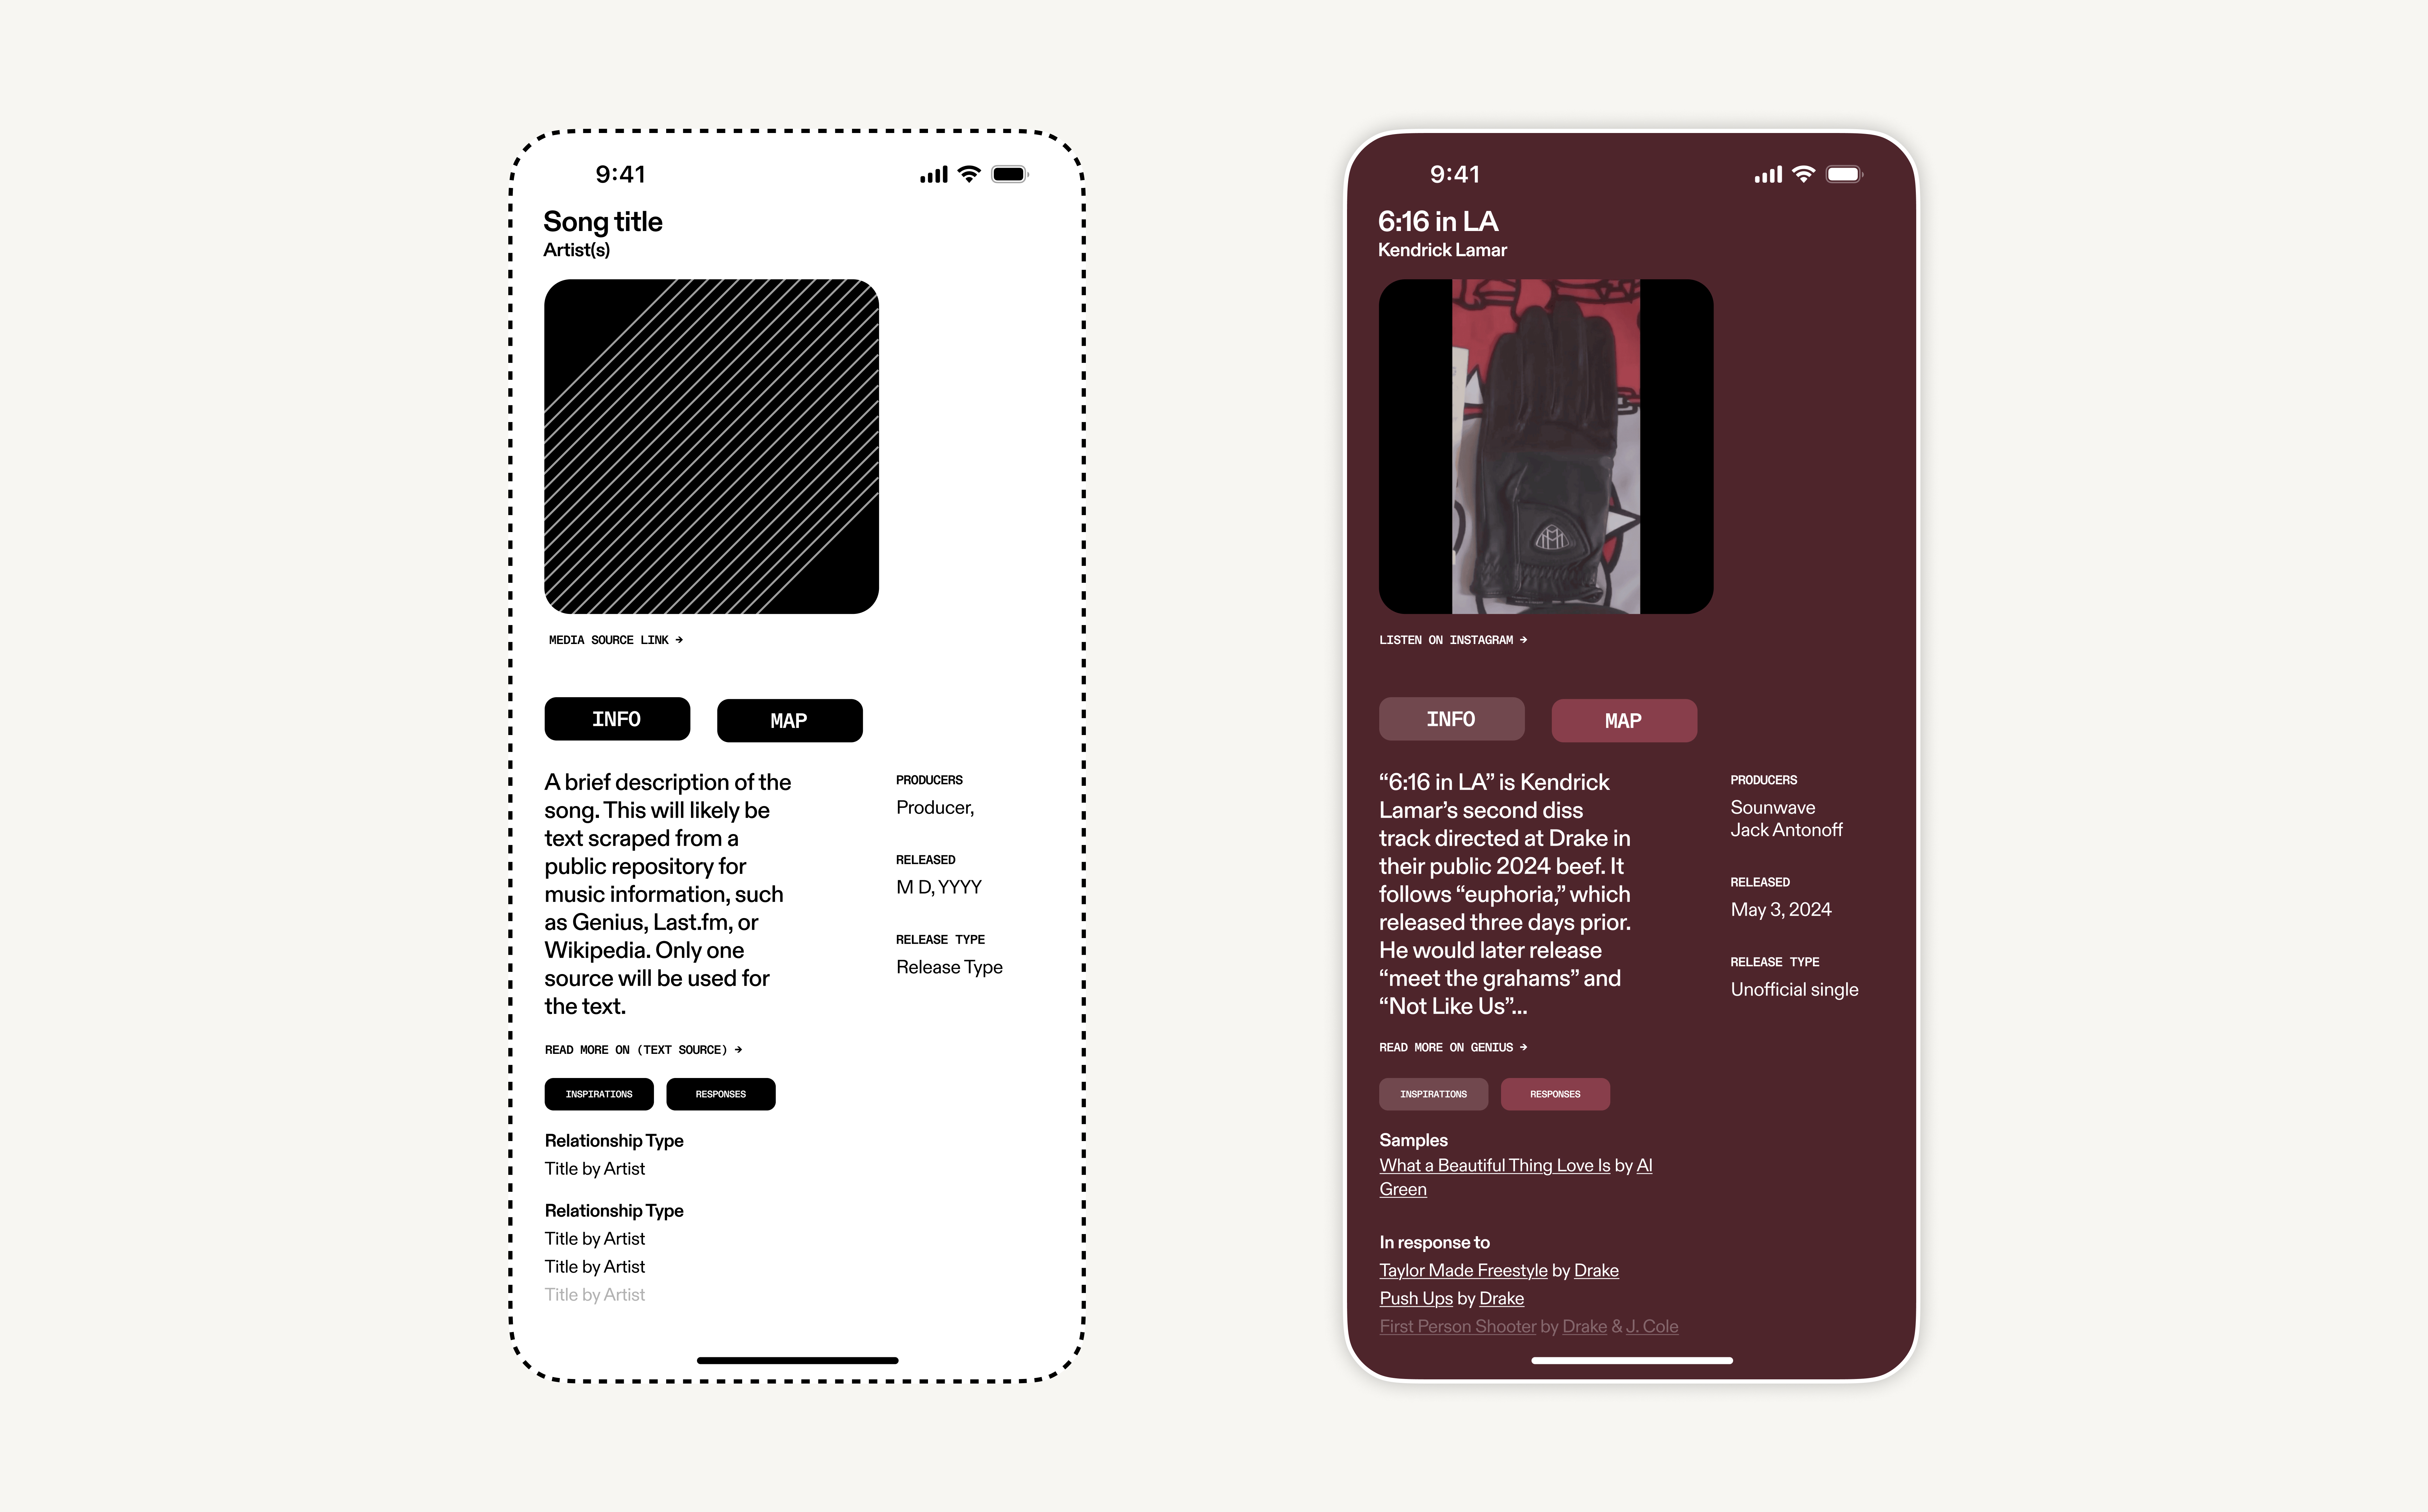 9:41
Song title
Artist(s)
MEDIA SOURCE LINK →
INFO
MAP
A brief description of the
song. This will likely be
text scraped from a
public repository for
music information, such
as Genius, Last.fm, or
Wikipedia. Only one
source will be used for
the text.
PRODUCERS
Producer,
RELEASED
M D, YYYY
RELEASE TYPE
Release Type
READ MORE ON (TEXT SOURCE) →
INSPIRATIONS
RESPONSES
Relationship Type
Title by Artist
Relationship Type
Title by Artist
Title by Artist
Title by Artist
9:41
6:16 in LA
Kendrick Lamar
LISTEN ON INSTAGRAM →
INFO
MAP
“6:16 in LA” is Kendrick
Lamar’s second diss
track directed at Drake in
their public 2024 beef. It
follows “euphoria,” which
released three days prior.
He would later release
“meet the grahams” and
“Not Like Us”...
PRODUCERS
Sounwave
Jack Antonoff
RELEASED
May 3, 2024
RELEASE TYPE
Unofficial single
READ MORE ON GENIUS →
INSPIRATIONS
RESPONSES
Samples
What a Beautiful Thing Love Is by Al
Green
In response to
Taylor Made Freestyle by Drake
Push Ups by Drake
First Person Shooter by Drake & J. Cole